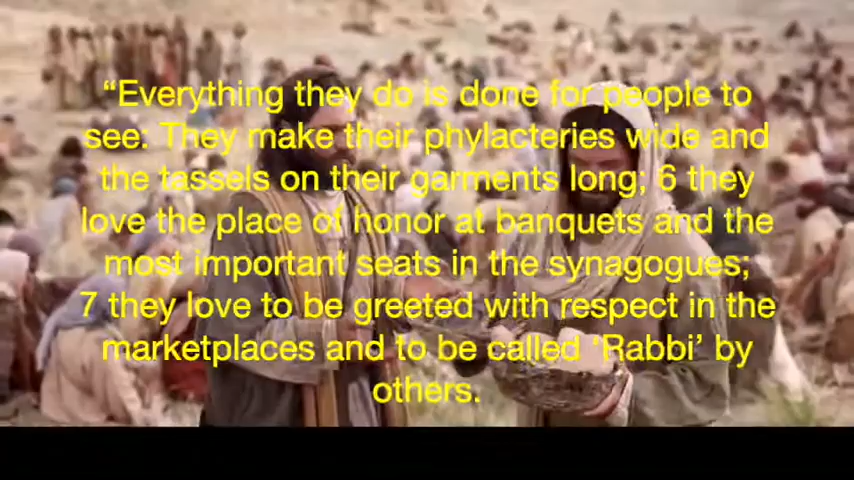 “Everything they do is done for people to
see: They make their phylacteries wide and
the tassels on their garments long; 6 they
love the place of honor at banquets and the
most important seats in the synagogues;
7 they love to be greeted with respect in the
marketplaces and to be called ‘Rabbi’ by
others.